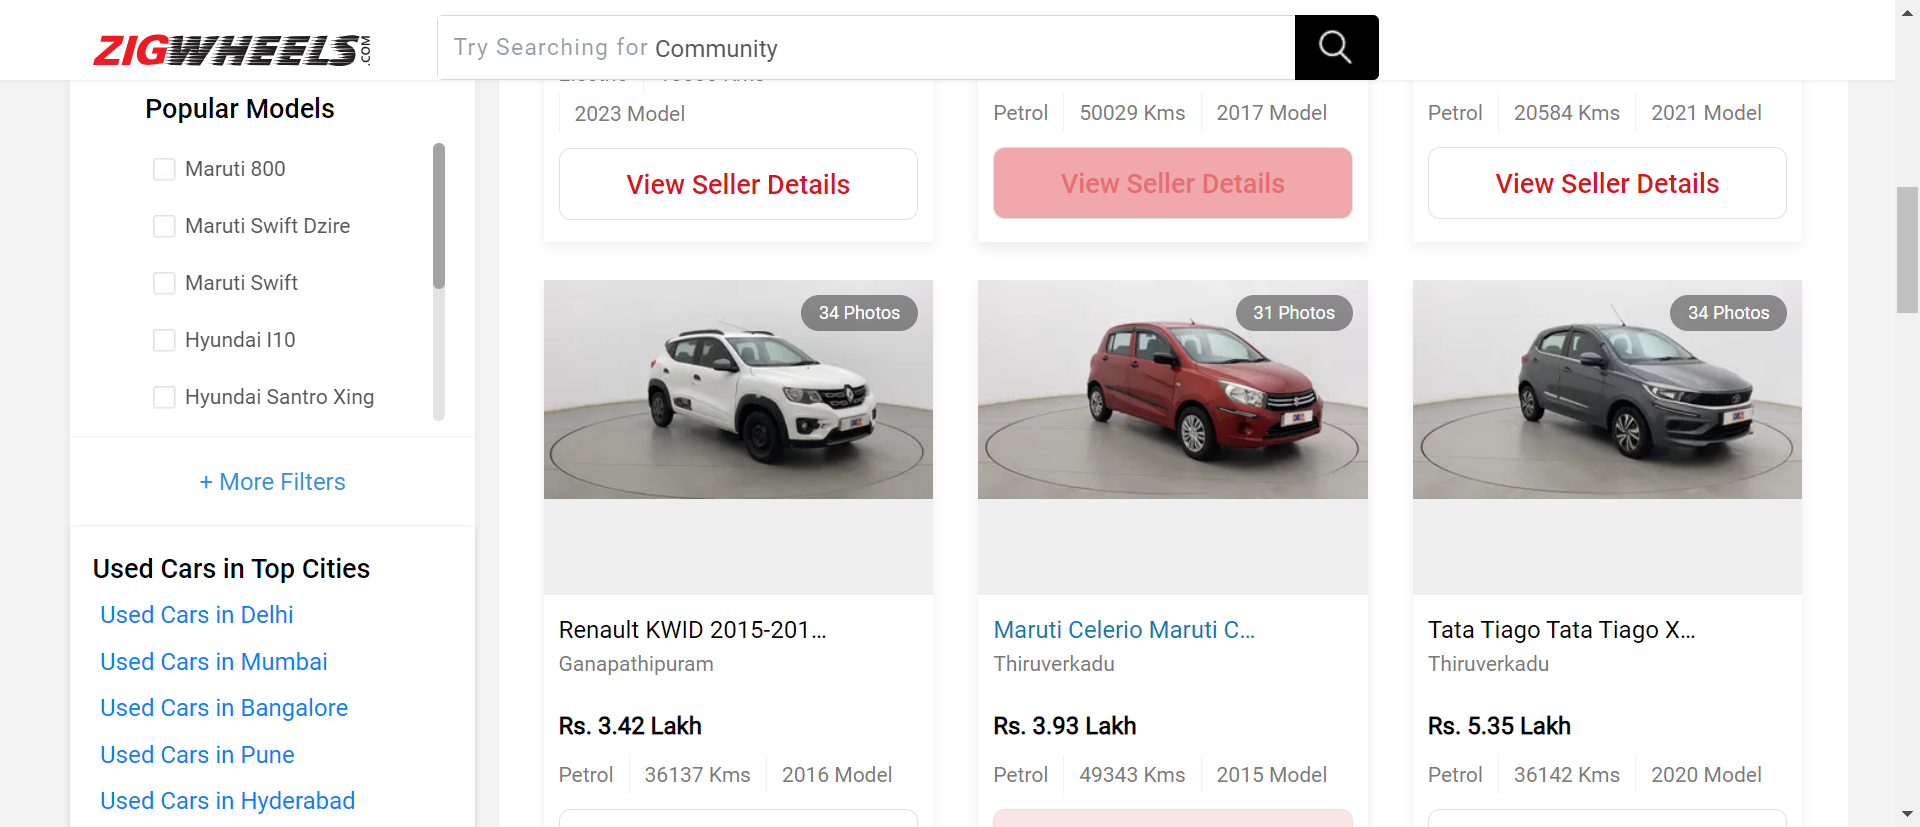 ZIGWHEELS.COM
Try Searching for Community
Popular Models
Maruti 800
Maruti Swift Dzire
Maruti Swift
Hyundai I10
Hyundai Santro Xing
+ More Filters
Used Cars in Top Cities
Used Cars in Delhi
Used Cars in Mumbai
Used Cars in Bangalore
Used Cars in Pune
Used Cars in Hyderabad
2023 Model
View Seller Details
Petrol 50029 Kms 2017 Model
View Seller Details
Petrol 20584 Kms 2021 Model
View Seller Details
34 Photos
Renault KWID 2015-201...
Ganapathipuram
Rs. 3.42 Lakh
Petrol 36137 Kms 2016 Model
31 Photos
Maruti Celerio Maruti C...
Thiruverkadu
Rs. 3.93 Lakh
Petrol 49343 Kms 2015 Model
34 Photos
Tata Tiago Tata Tiago X...
Thiruverkadu
Rs. 5.35 Lakh
Petrol 36142 Kms 2020 Model